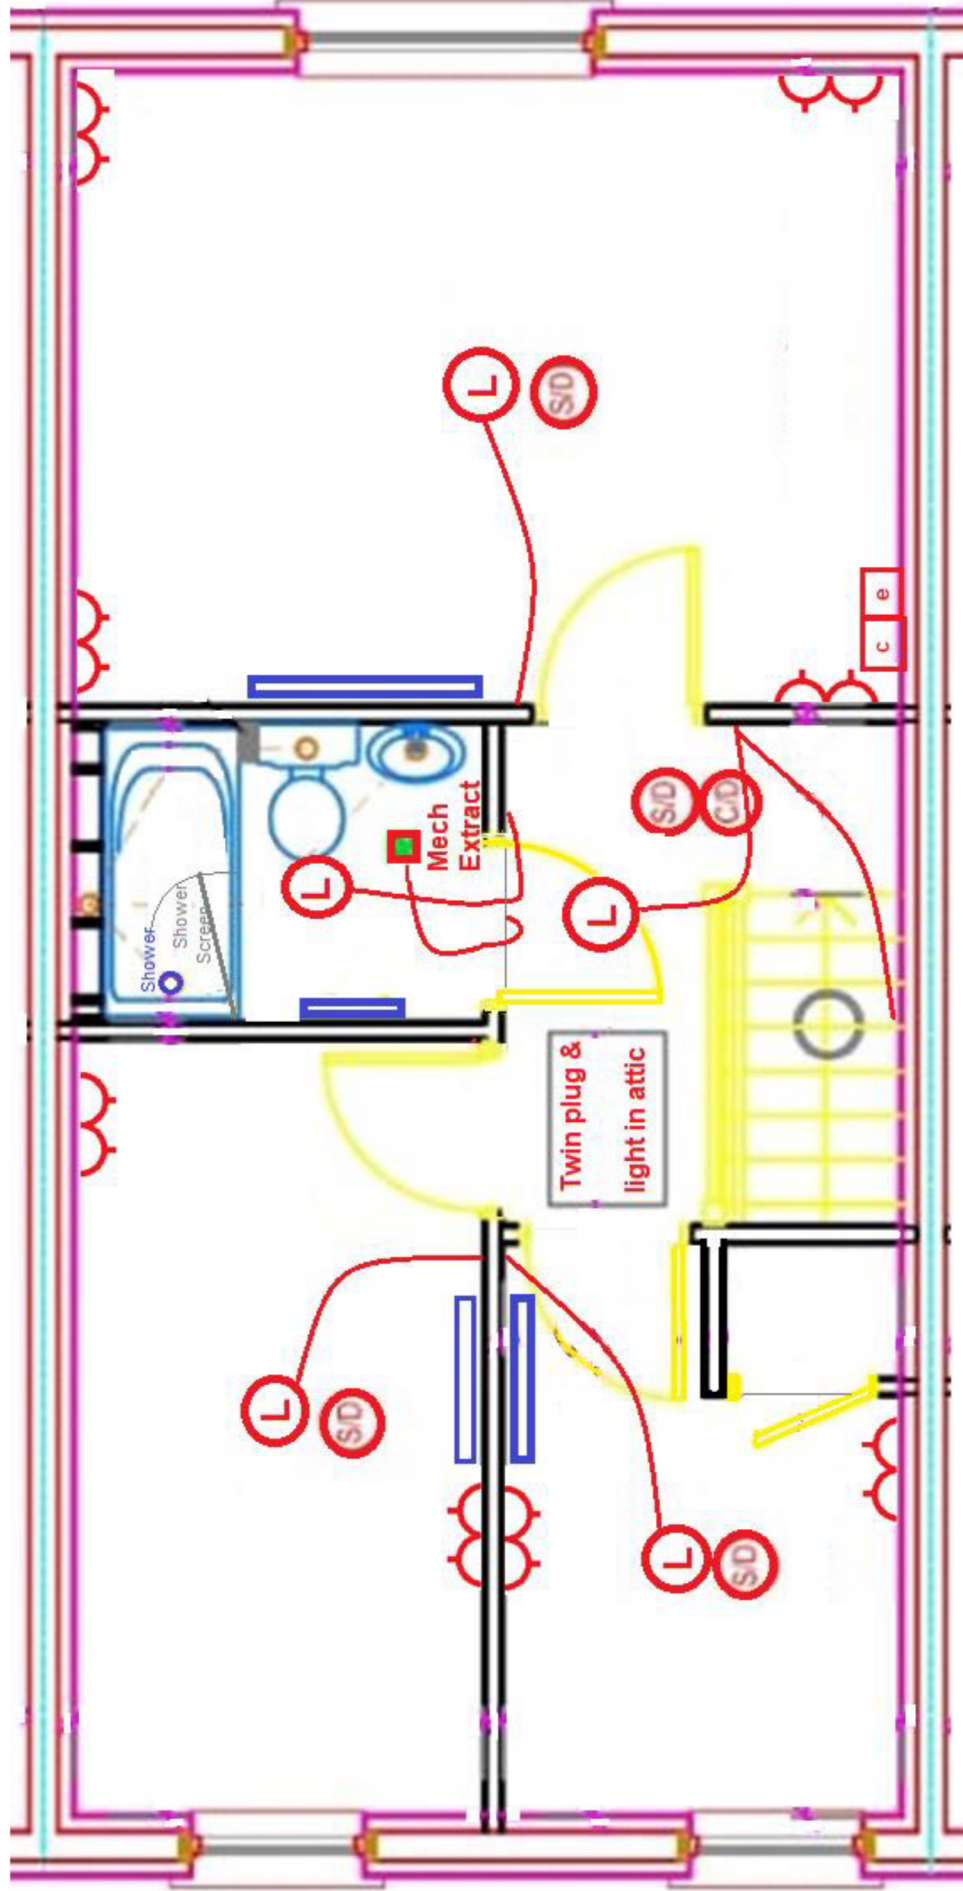 L
S/D
e
c
Mech
Extract
L
Shower
Shower
Screen
S/D
C/D
L
Twin plug &
light in attic
L
S/D
L
S/D